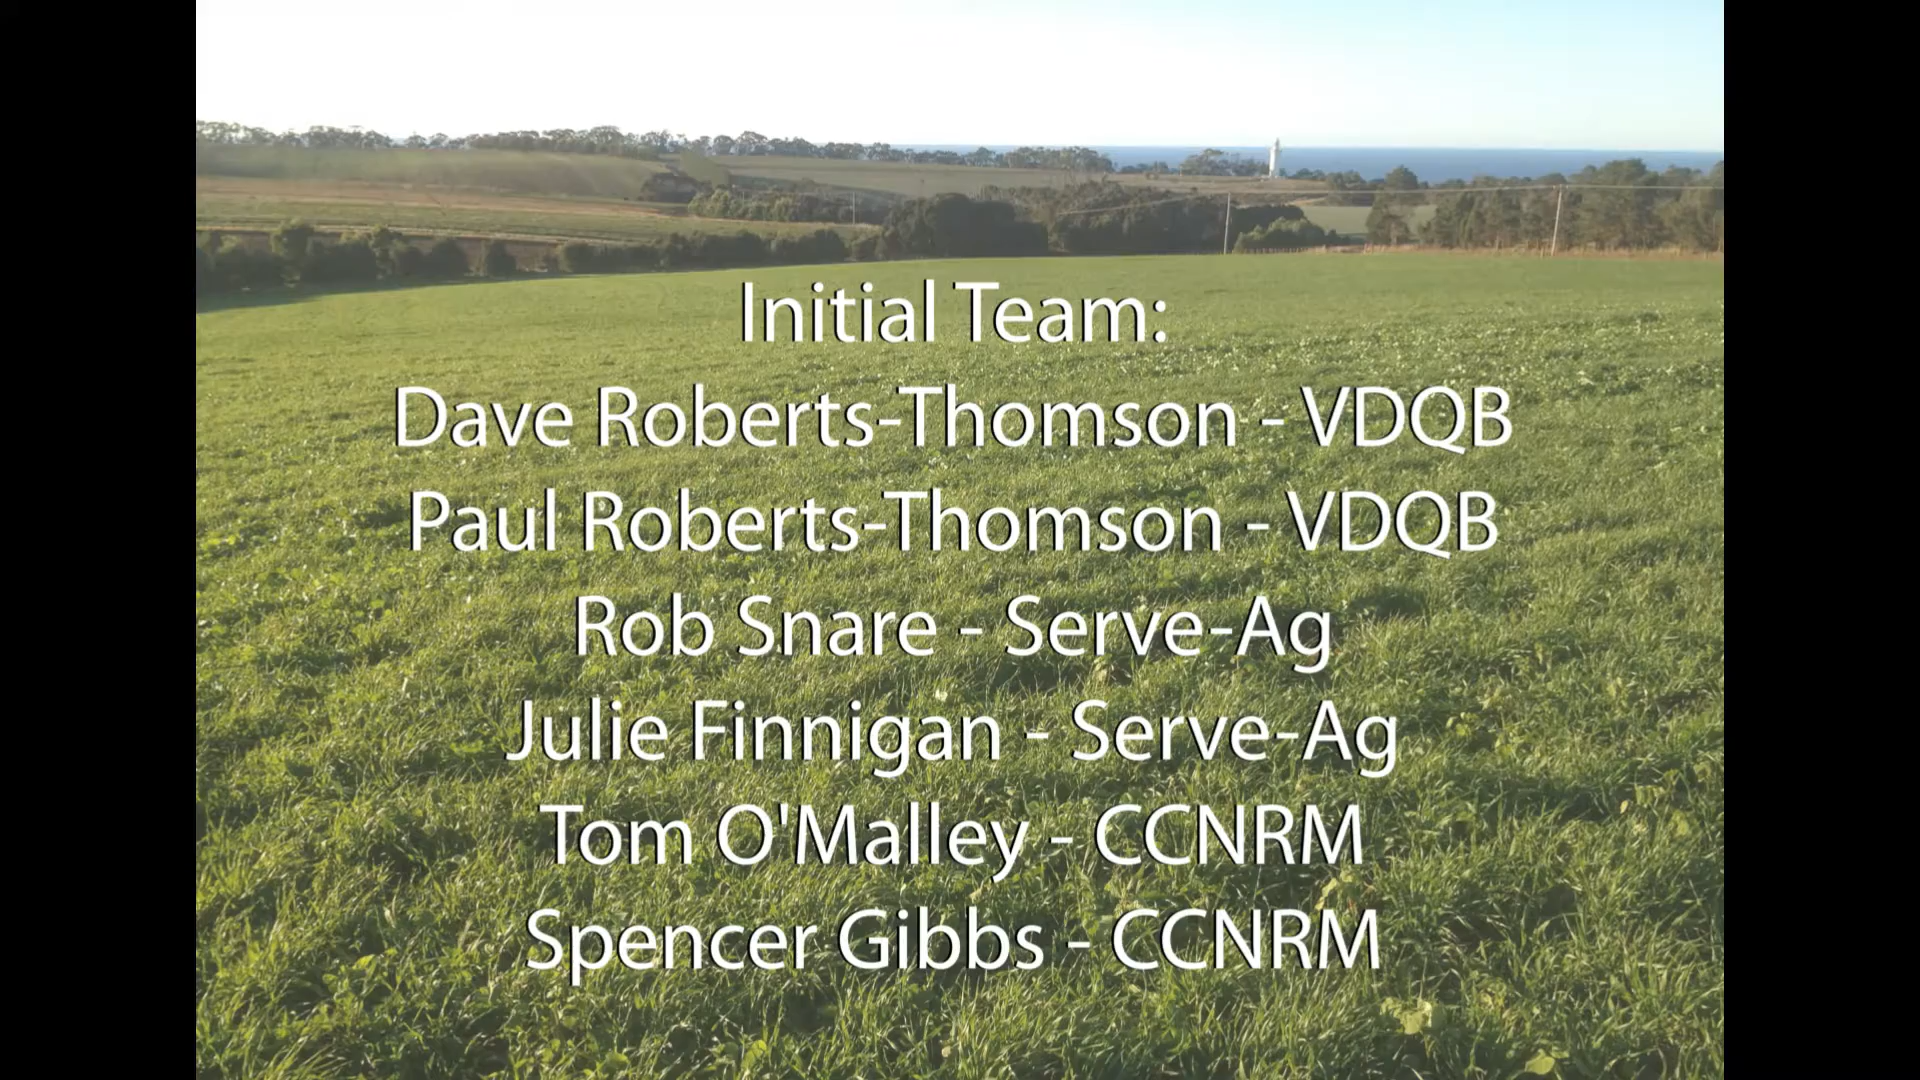 Initial Team:
Dave Roberts-Thomson - VDQB
Paul Roberts-Thomson - VDQB
Rob Snare - Serve-Ag
Julie Finnigan - Serve-Ag
Tom O'Malley - CCNRM
Spencer Gibbs - CCNRM